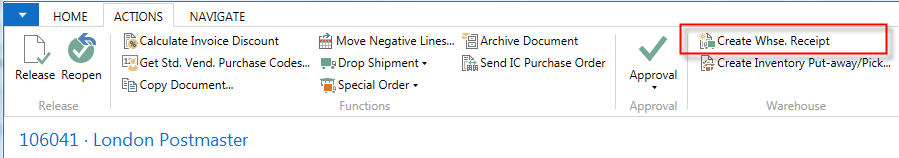 HOME ACTIONS NAVIGATE
Release
Reopen
Release
Calculate Invoice Discount
Get Std. Vend. Purchase Codes...
Copy Document...
Move Negative Lines...
Drop Shipment
Special Order
Archive Document
Send IC Purchase Order
Functions
Approval
Approval
Create Whse. Receipt
Create Inventory Put-away/Pick...
Warehouse
106041 · London Postmaster